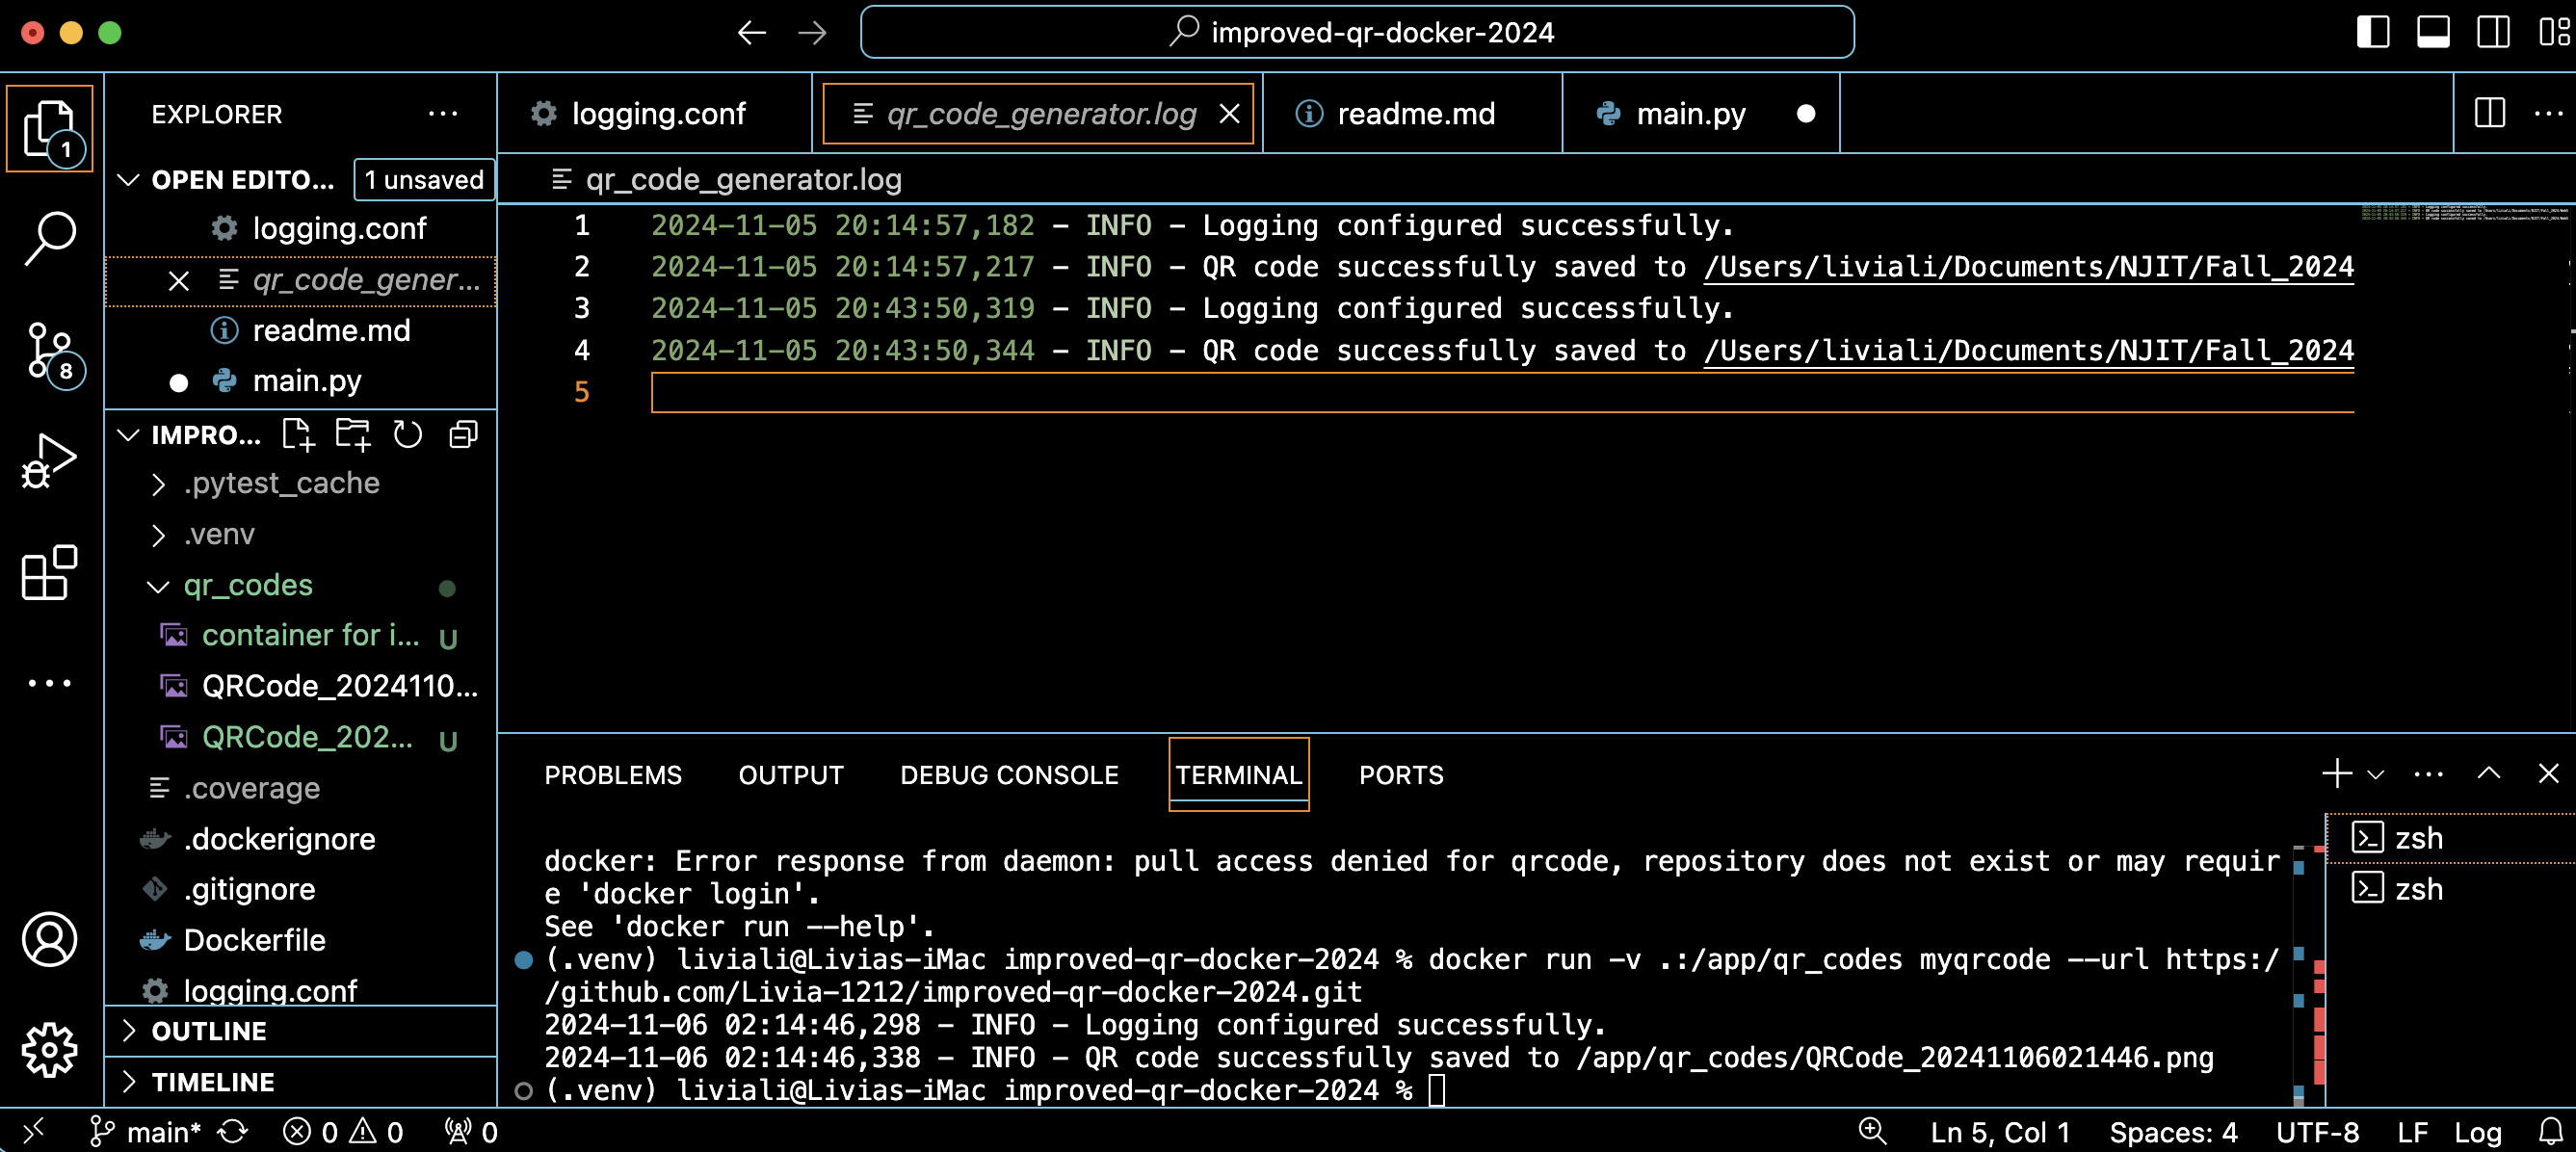 improved-qr-docker-2024
EXPLORER
logging.conf
qr_code_generator.log
readme.md
main.py
1
OPEN EDITO...
1 unsaved
logging.conf
qr_code_gener...
readme.md
main.py
8
IMPRO...
.pytest_cache
.venv
qr_codes
container for i... U
QRCode_2024110...
QRCode_202... U
.coverage
.dockerignore
.gitignore
Dockerfile
logging.conf
OUTLINE
TIMELINE
qr_code_generator.log
1 2024-11-05 20:14:57,182 - INFO - Logging configured successfully.
2 2024-11-05 20:14:57,217 - INFO - QR code successfully saved to /Users/liviali/Documents/NJIT/Fall_2024
3 2024-11-05 20:43:50,319 - INFO - Logging configured successfully.
4 2024-11-05 20:43:50,344 - INFO - QR code successfully saved to /Users/liviali/Documents/NJIT/Fall_2024
5
PROBLEMS OUTPUT DEBUG CONSOLE TERMINAL PORTS
docker: Error response from daemon: pull access denied for qrcode, repository does not exist or may requir
e 'docker login'.
See 'docker run --help'.
(.venv) liviali@Livias-iMac improved-qr-docker-2024 % docker run -v .:/app/qr_codes myqrcode --url https:/
/github.com/Livia-1212/improved-qr-docker-2024.git
2024-11-06 02:14:46,298 - INFO - Logging configured successfully.
2024-11-06 02:14:46,338 - INFO - QR code successfully saved to /app/qr_codes/QRCode_20241106021446.png
(.venv) liviali@Livias-iMac improved-qr-docker-2024 %
zsh
zsh
main* 0 0 0
Ln 5, Col 1 Spaces: 4 UTF-8 LF Log